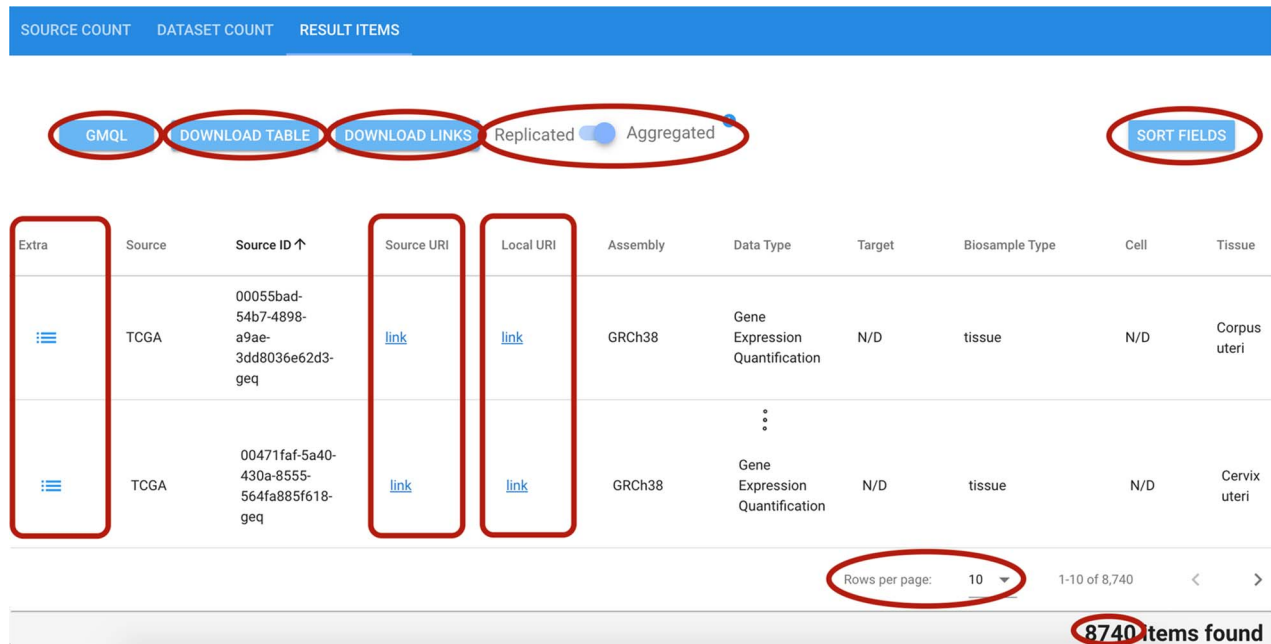 SOURCE COUNT DATASET COUNT RESULT ITEMS
GMQL DOWNLOAD TABLE DOWNLOAD LINKS Replicated Aggregated SORT FIELDS
Extra Source Source ID ↑ Source URI Local URI Assembly Data Type Target Biosample Type Cell Tissue
00055bad-
54b7-4898-
a9ae-
3dd8036e62d3-
geq
TCGA link link GRCh38
Gene
Expression
Quantification
N/D tissue N/D
Corpus
uteri
00471faf-5a40-
430a-8555-
564fa885f618-
geq
TCGA link link GRCh38
Gene
Expression
Quantification
N/D tissue N/D
Cervix
uteri
Rows per page: 10 1-10 of 8,740
8740 items found